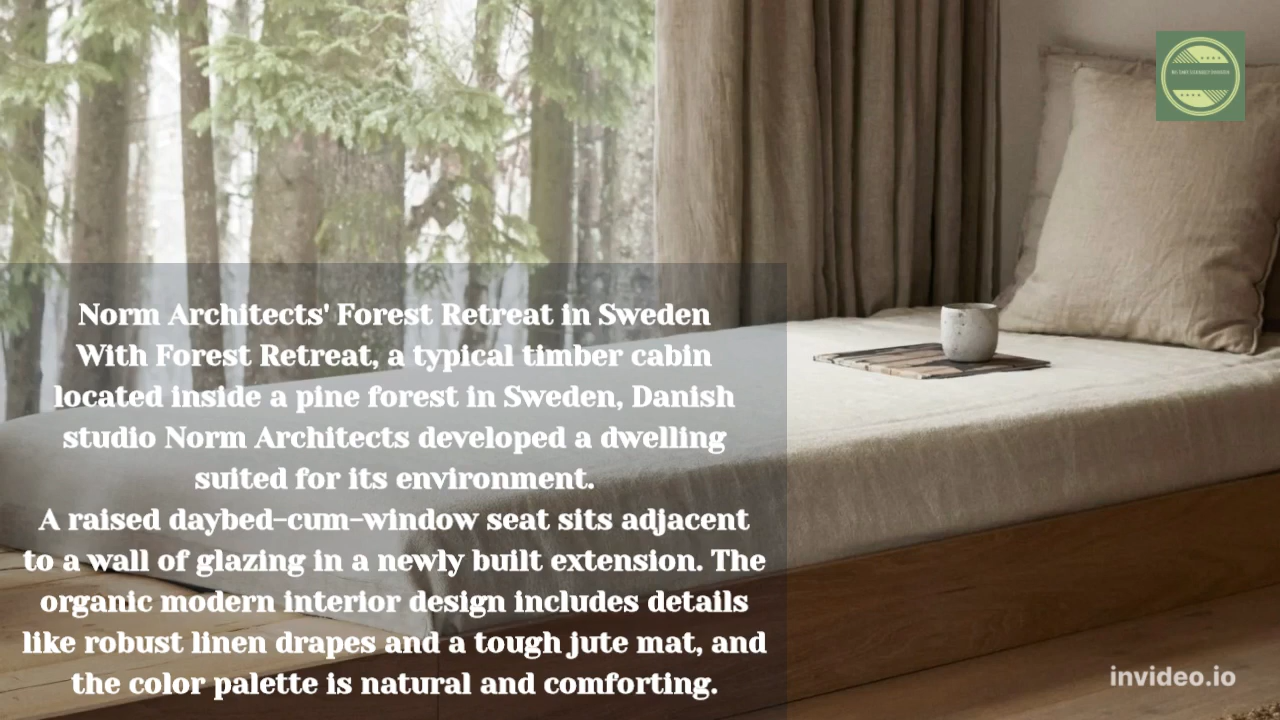 Norm Architects' Forest Retreat in Sweden
With Forest Retreat, a typical timber cabin
located inside a pine forest in Sweden, Danish
studio Norm Architects developed a dwelling
suited for its environment.
A raised daybed-cum-window seat sits adjacent
to a wall of glazing in a newly built extension. The
organic modern interior design includes details
like robust linen drapes and a tough jute mat, and
the color palette is natural and comforting.
invideo.io